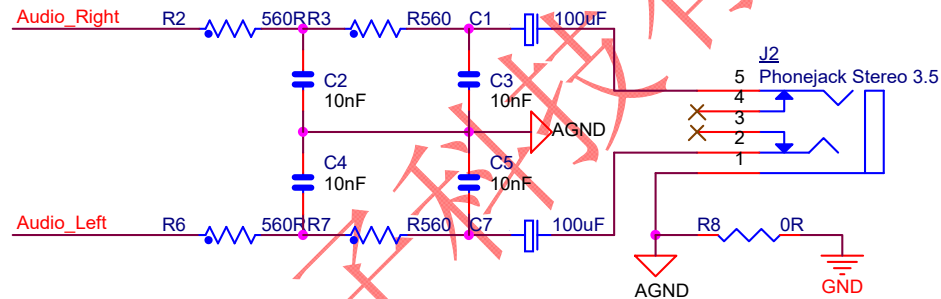 Audio_Right
R2
560R
R3
R560
C1
100uF
J2
Phonejack Stereo 3.5
5
4
3
2
1
C2
10nF
C3
10nF
AGND
C4
10nF
C5
10nF
Audio_Left
R6
560R
R7
R560
C7
100uF
R8
0R
AGND
GND